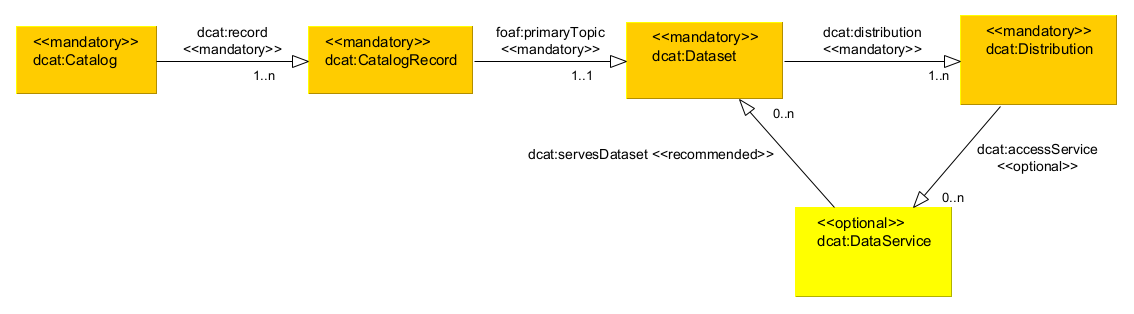 <<mandatory>>
dcat:Catalog
dcat:record
<<mandatory>>
1..n
<<mandatory>>
dcat:CatalogRecord
foaf:primaryTopic
<<mandatory>>
1..1
<<mandatory>>
dcat:Dataset
dcat:distribution
<<mandatory>>
1..n
<<mandatory>>
dcat:Distribution
0..n
dcat:servesDataset <<recommended>>
dcat:accessService
<<optional>>
0..n
<<optional>>
dcat:DataService